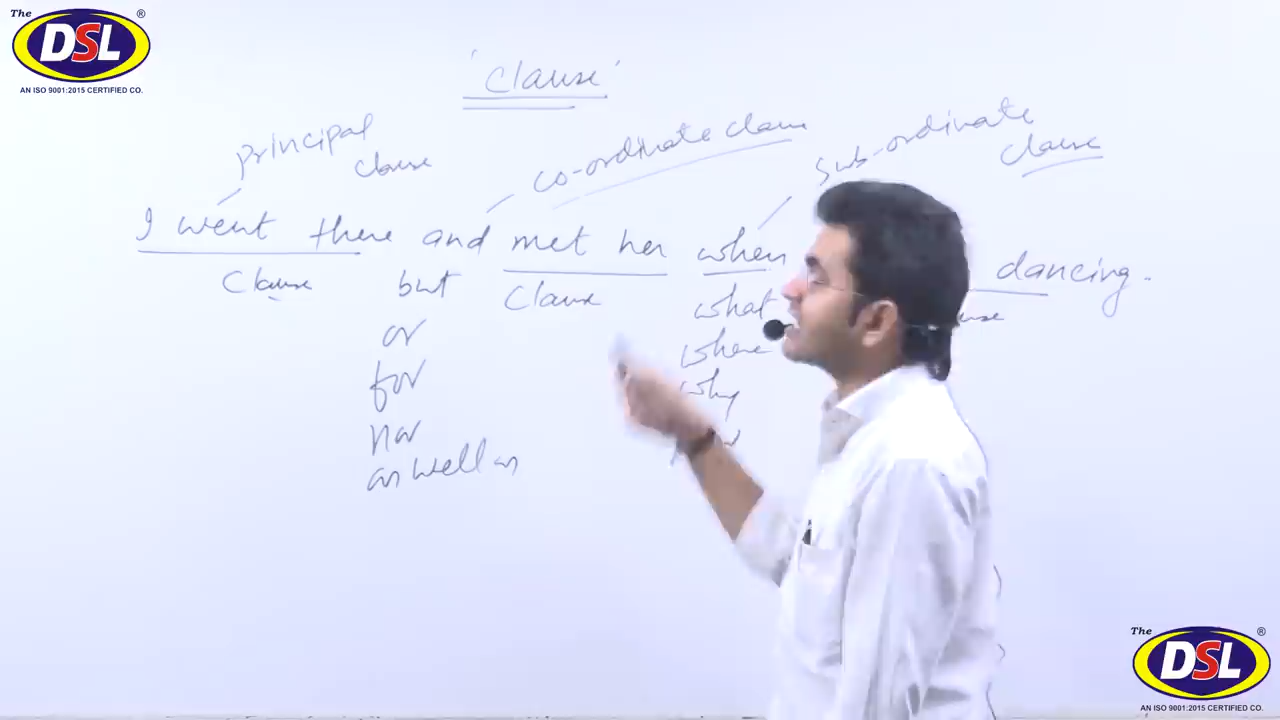 The
DSL
®
AN ISO 9001:2015 CERTIFIED CO.
'Clause'
principal
clause
co-ordinate clause
sub-ordinate
clause
I went there and met her when dancing.
Clause but Clause what
or where
for why
nor
as well as
The
DSL
®
AN ISO 9001:2015 CERTIFIED CO.